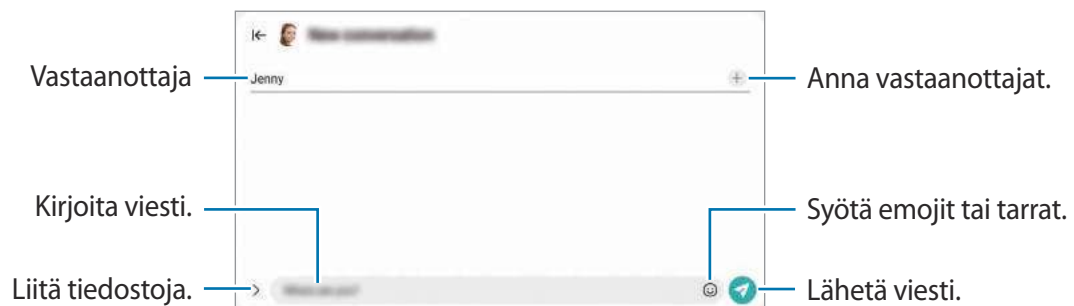 Vastaanottaja
Jenny
Anna vastaanottajat.
Kirjoita viesti.
Syötä emojit tai tarrat.
Liitä tiedostoja.
Lähetä viesti.